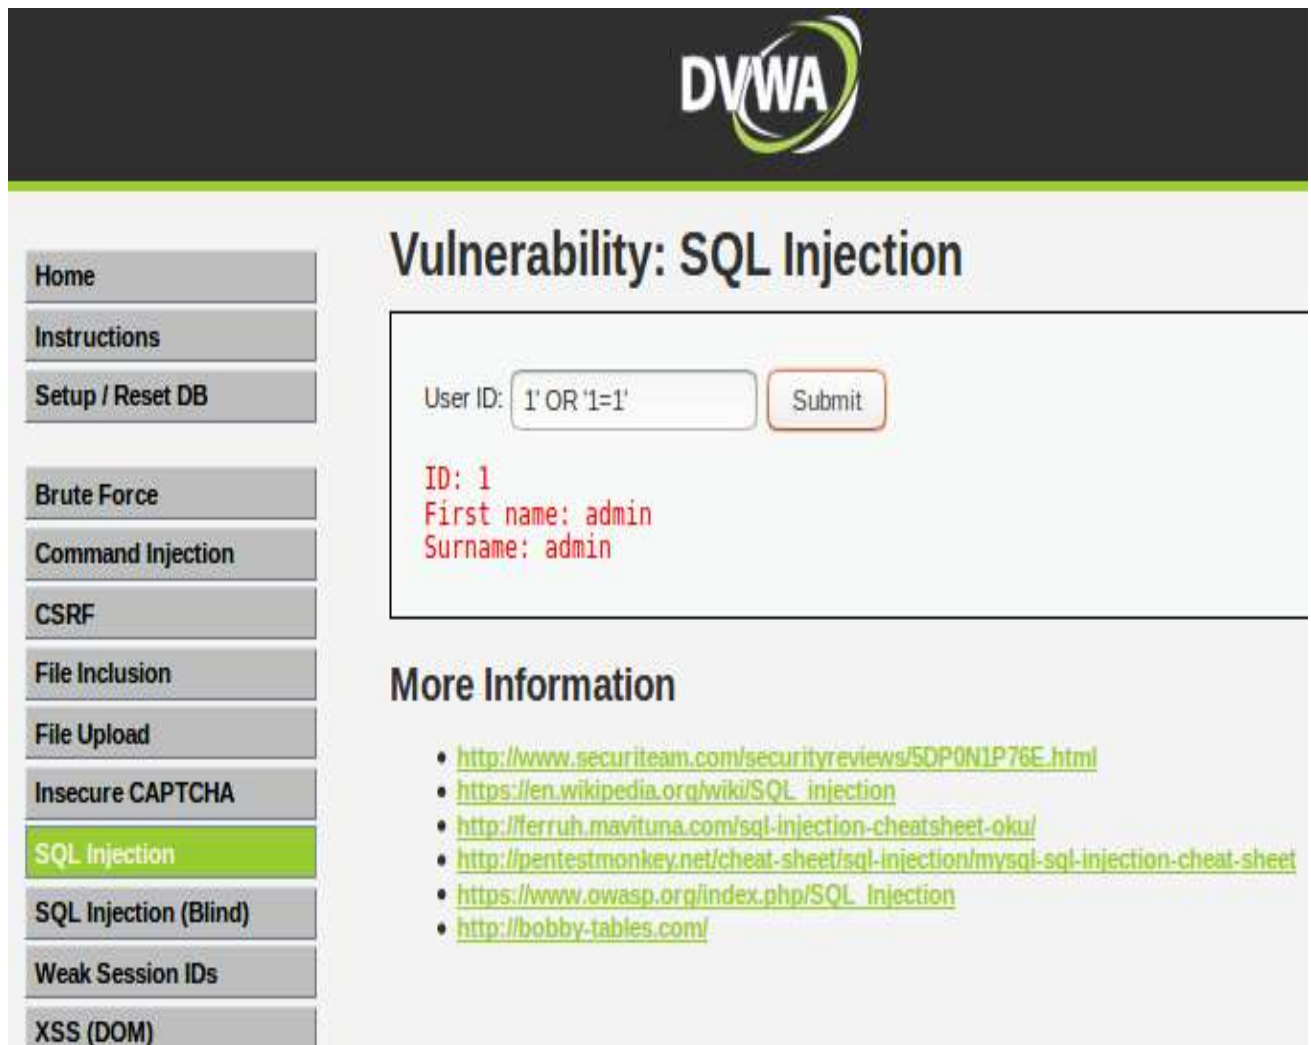 DVWA
Home
Instructions
Setup / Reset DB
Brute Force
Command Injection
CSRF
File Inclusion
File Upload
Insecure CAPTCHA
SQL Injection
SQL Injection (Blind)
Weak Session IDs
XSS (DOM)
Vulnerability: SQL Injection
User ID: 1' OR '1=1' Submit
ID: 1
First name: admin
Surname: admin
More Information
http://www.securiteam.com/securityreviews/5DP0N1P76E.html
https://en.wikipedia.org/wiki/SQL_injection
http://ferruh.mavituna.com/sql-injection-cheatsheet-oku/
http://pentestmonkey.net/cheat-sheet/sql-injection/mysql-sql-injection-cheat-sheet
https://www.owasp.org/index.php/SQL_Injection
http://bobby-tables.com/